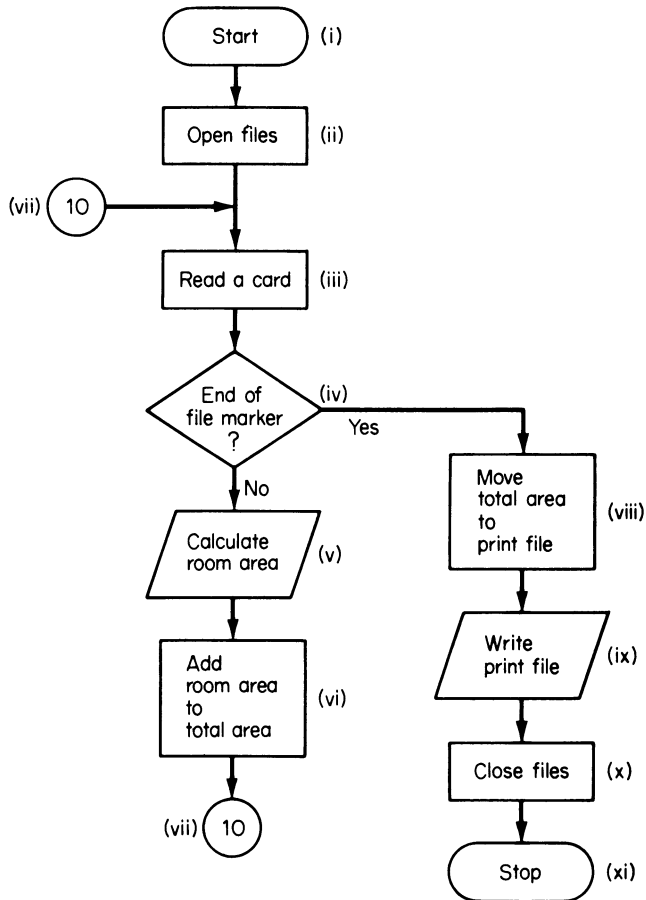 Start
(i)
Open files
(ii)
(vii)
10
Read a card
(iii)
End of
file marker
?
(iv)
Yes
No
Calculate
room area
(v)
Add
room area
to
total area
(vi)
(vii)
10
Move
total area
to
print file
(viii)
Write
print file
(ix)
Close files
(x)
Stop
(xi)